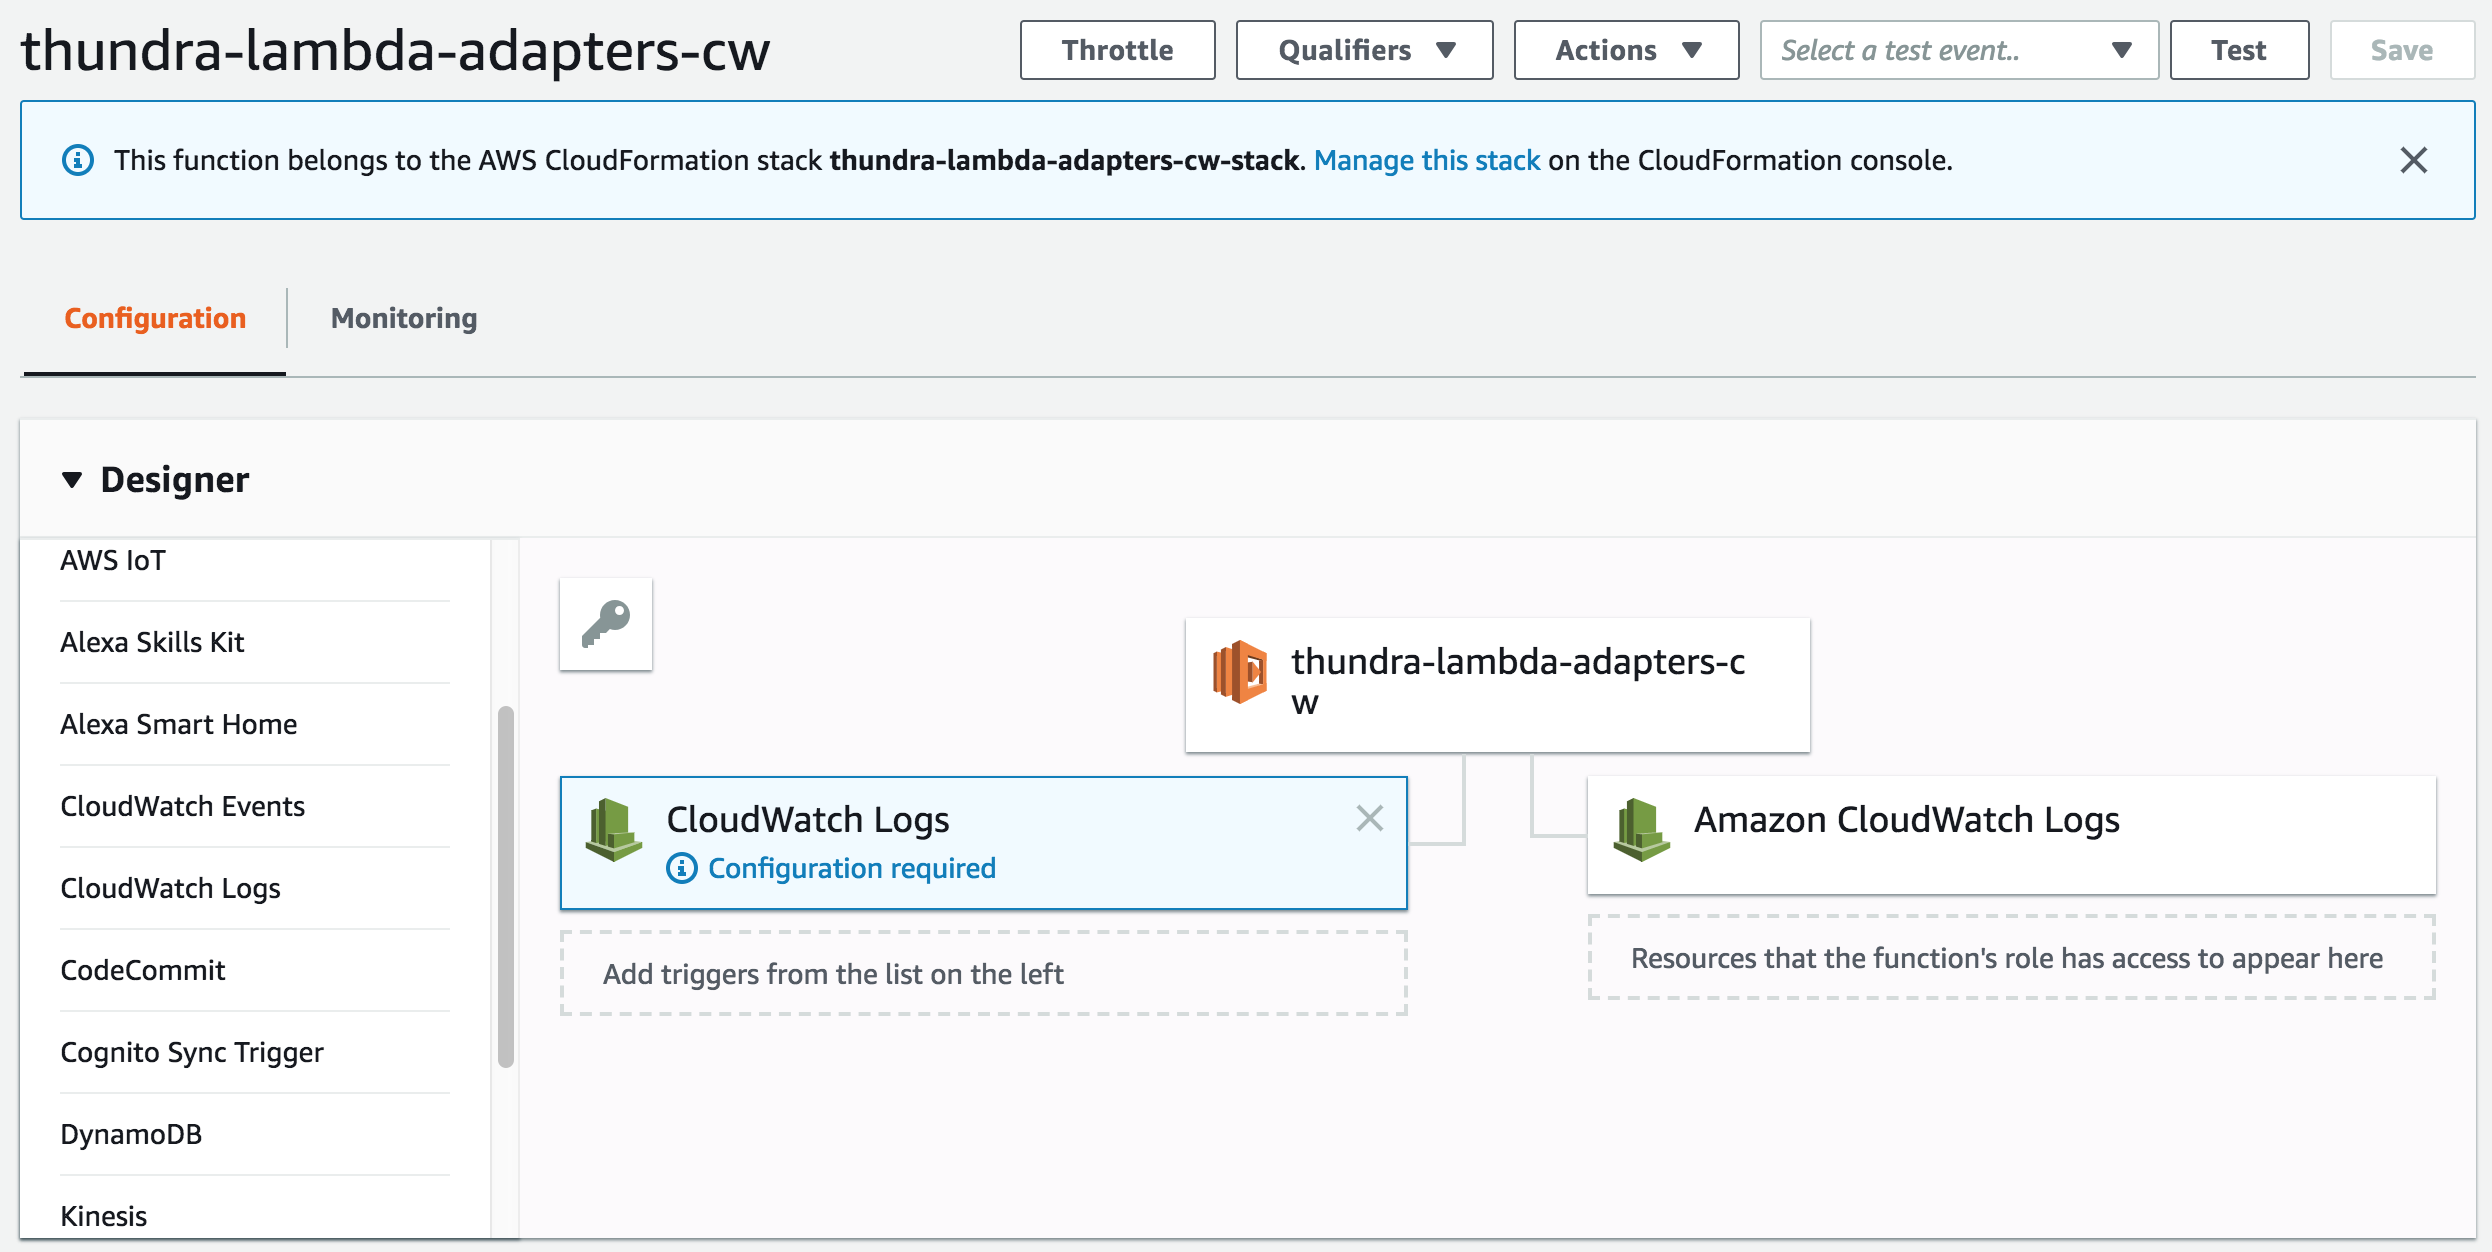 thundra-lambda-adapters-cw
Throttle
Qualifiers
Actions
Select a test event..
Test
Save
This function belongs to the AWS CloudFormation stack thundra-lambda-adapters-cw-stack. Manage this stack on the CloudFormation console.
Configuration
Monitoring
Designer
AWS IoT
Alexa Skills Kit
Alexa Smart Home
CloudWatch Events
CloudWatch Logs
CodeCommit
Cognito Sync Trigger
DynamoDB
Kinesis
thundra-lambda-adapters-c
w
CloudWatch Logs
Configuration required
Add triggers from the list on the left
Amazon CloudWatch Logs
Resources that the function's role has access to appear here